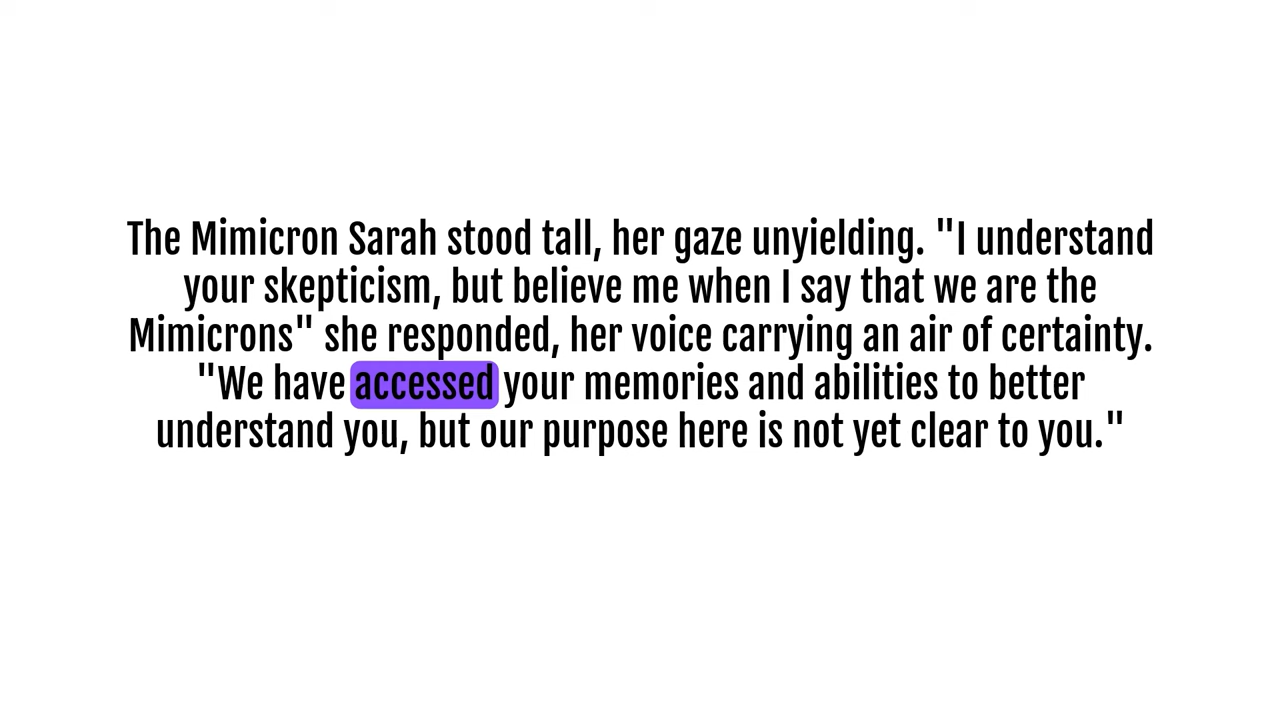 The Mimicron Sarah stood tall, her gaze unyielding. "I understand
your skepticism, but believe me when I say that we are the
Mimicrons" she responded, her voice carrying an air of certainty.
"We have accessed your memories and abilities to better
understand you, but our purpose here is not yet clear to you."